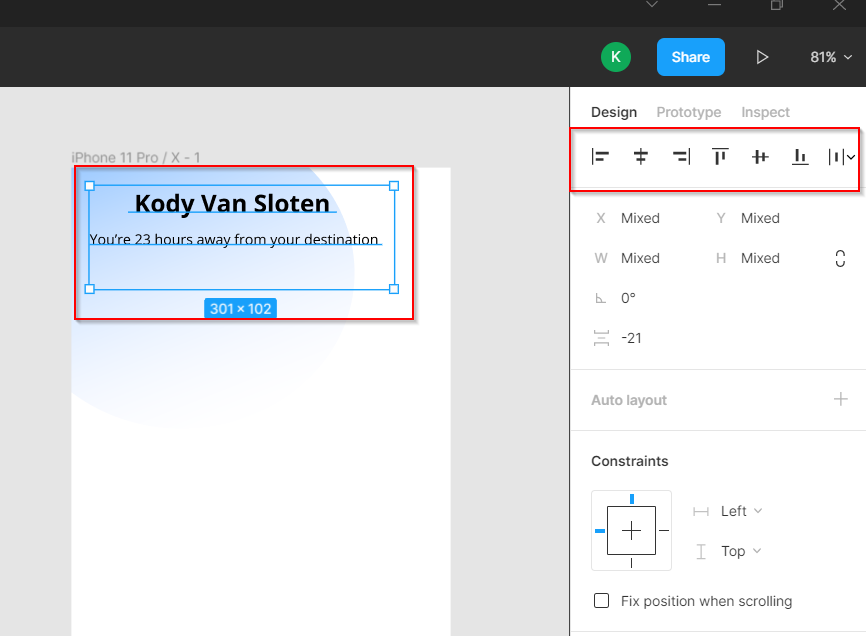 K
Share
81%
Design Prototype Inspect
iPhone 11 Pro / X - 1
Kody Van Sloten
You're 23 hours away from your destination
301 × 102
X Mixed Y Mixed
W Mixed H Mixed
0°
-21
Auto layout
Constraints
Left
Top
Fix position when scrolling